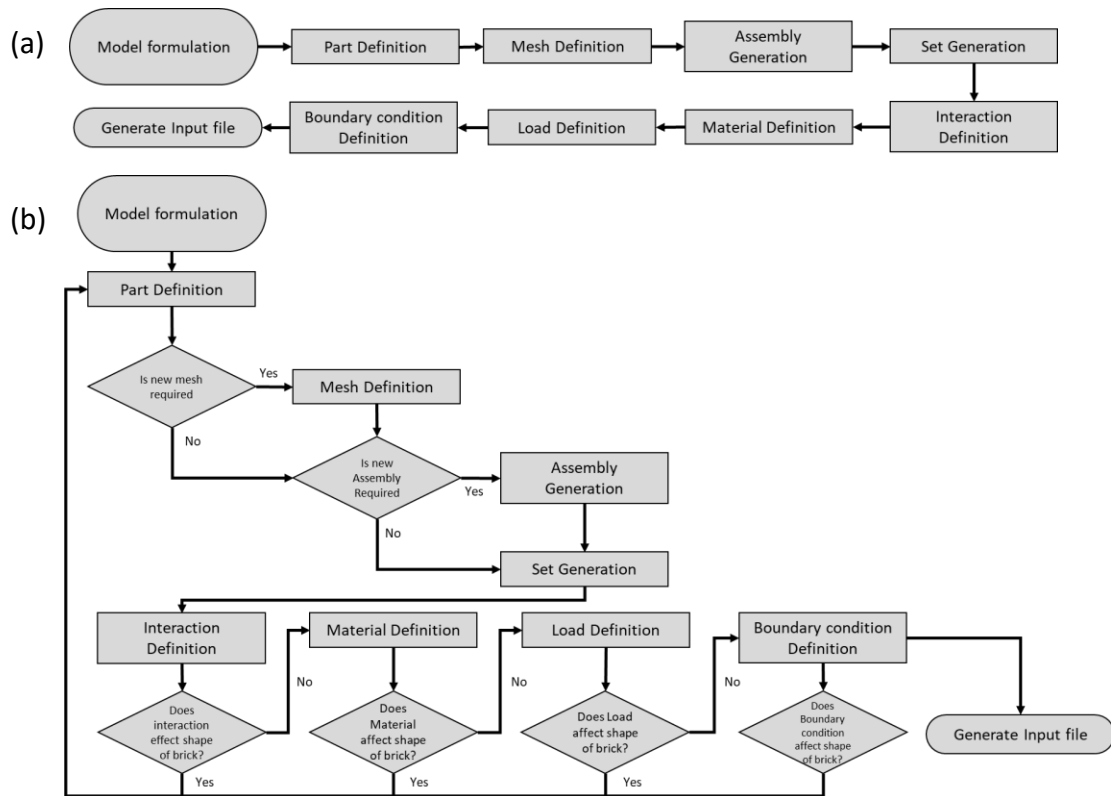 (a)
Model formulation
Part Definition
Mesh Definition
Assembly
Generation
Set Generation
Generate Input file
Boundary condition
Definition
Load Definition
Material Definition
Interaction
Definition
(b)
Model formulation
Part Definition
Is new mesh
required
Yes
Mesh Definition
No
Is new
Assembly
Required
Yes
Assembly
Generation
No
Set Generation
Interaction
Definition
Material Definition
Load Definition
Boundary condition
Definition
No
No
No
Does
interaction
effect shape
of brick?
Does
Material
affect shape
of brick?
Does Load
affect shape
of brick?
Does
Boundary
condition
affect shape
of brick?
Generate Input file
Yes
Yes
Yes